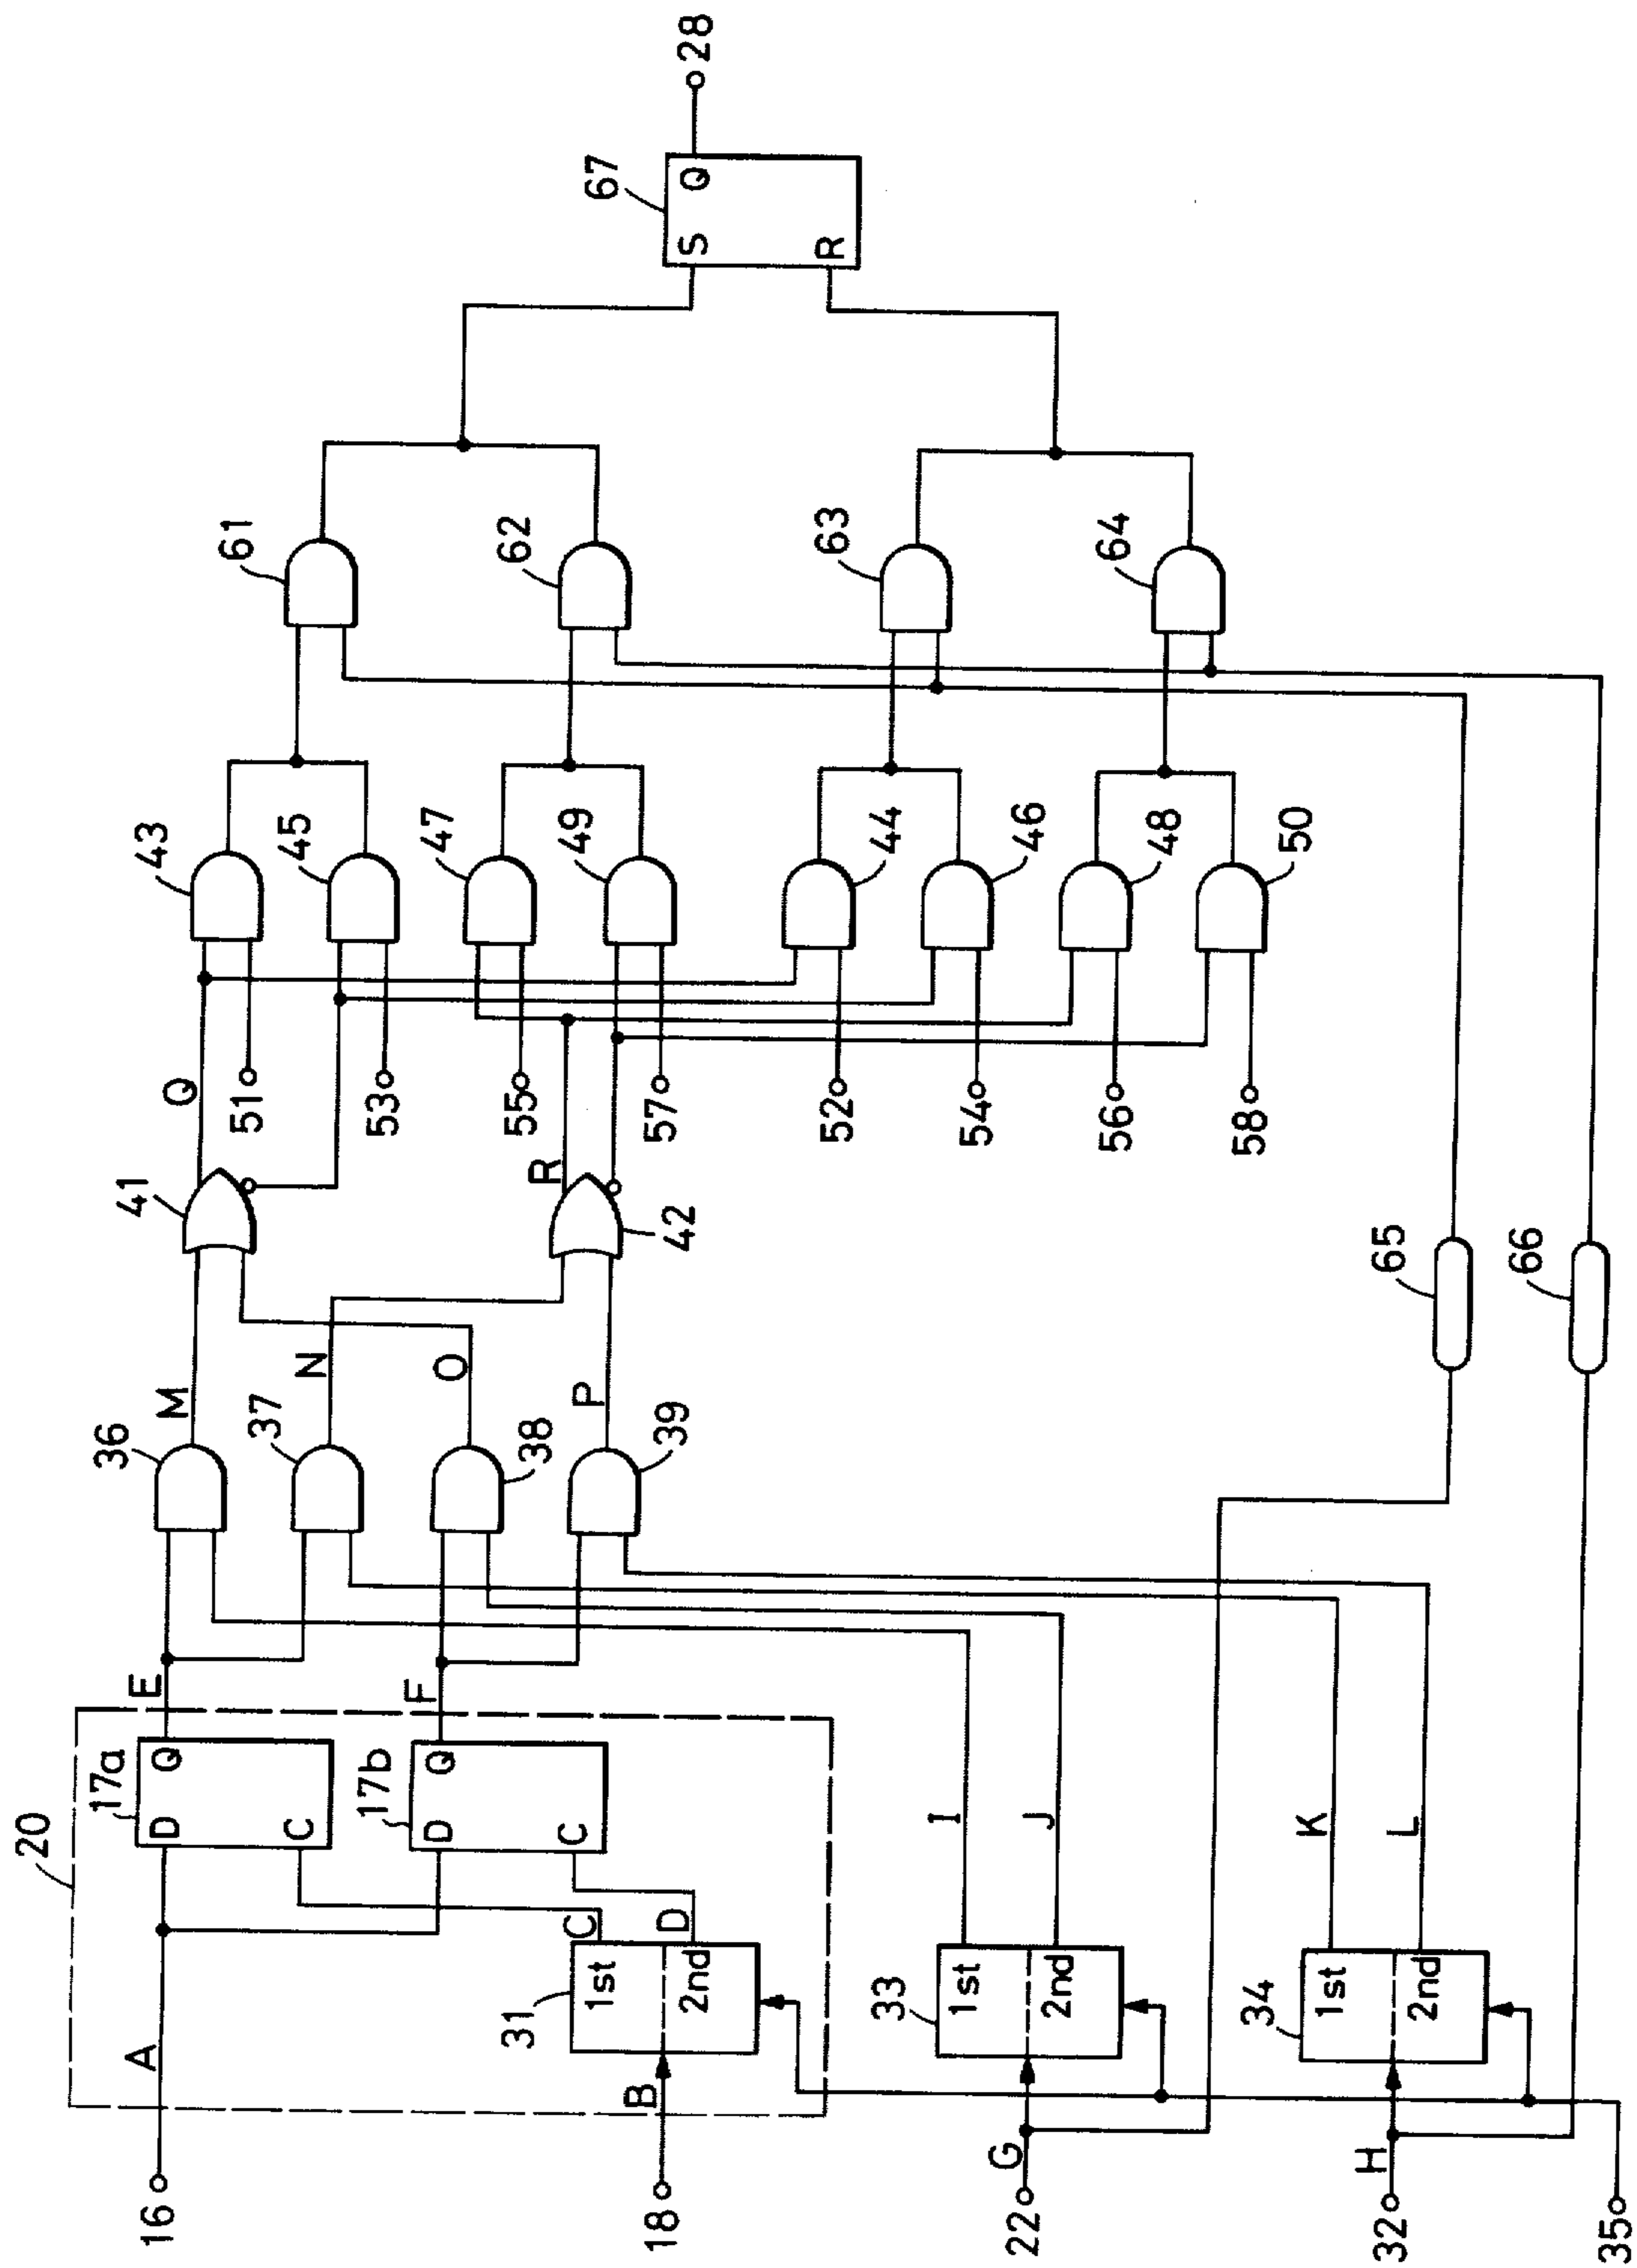 20
16
A
E
17a
D
Q
C
36
M
41
Q
43
51
61
37
N
45
53
F
17b
D
Q
C
38
O
R
47
55
62
42
49
57
67
S
Q
R
28
18
B
31
1st
2nd
C
D
39
P
44
52
63
46
54
22
G
33
1st
2nd
I
J
48
56
64
50
58
32
H
34
1st
2nd
K
L
65
66
35